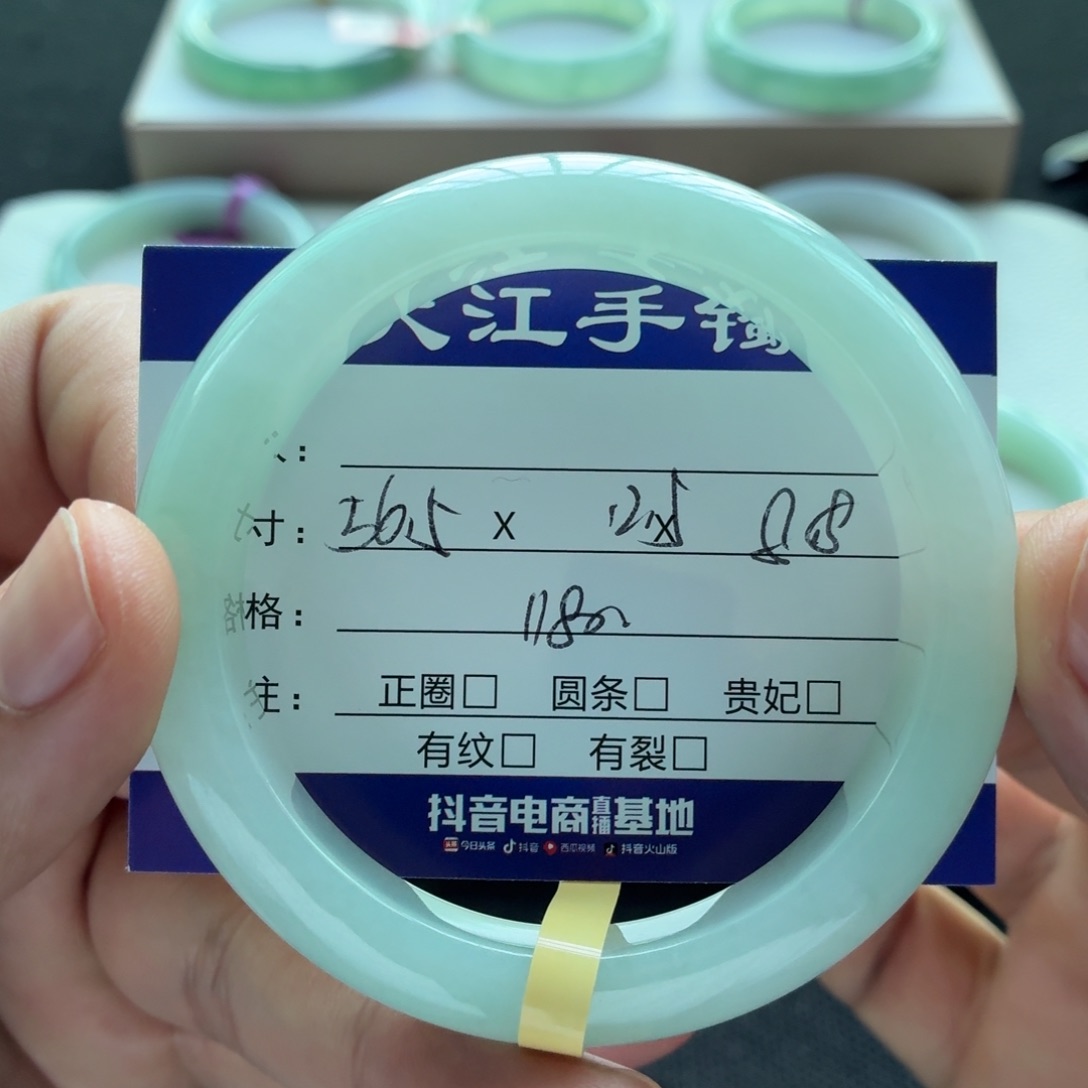 大江手镯
:
寸: 56.5 X 12.5 X 8.8
格: 11800
注: 正圈□ 圆条□ 贵妃□
有纹□ 有裂□
抖音电商直播基地
今日头条 抖音 西瓜视频 抖音火山版